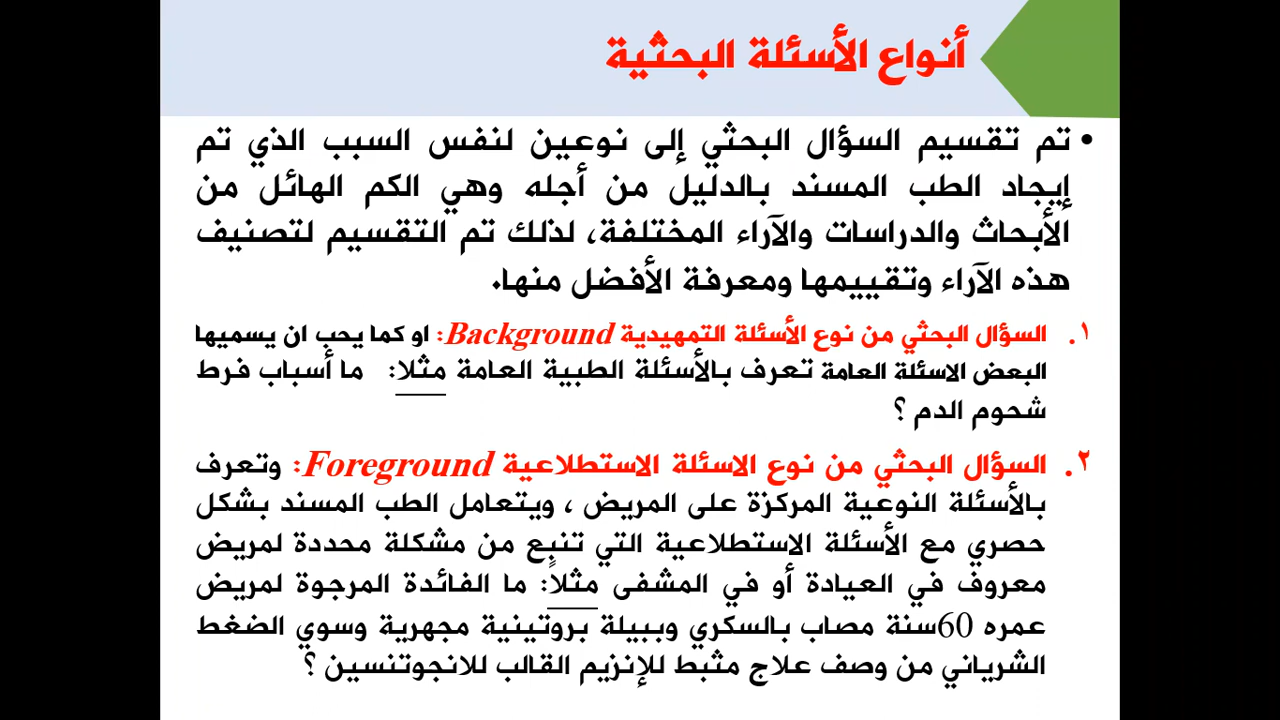 أنواع الأسئلة البحثية
• تم تقسيم السؤال البحثي إلى نوعين لنفس السبب الذي تم
إيجاد الطب المسند بالدليل من أجله وهي الكم الهائل من
الأبحاث والدراسات والآراء المختلفة، لذلك تم التقسيم لتصنيف
هذه الآراء وتقييمها ومعرفة الأفضل منها.
١. السؤال البحثي من نوع الأسئلة التمهيدية Background: او كما يحب ان يسميها
البعض الاسئلة العامة تعرف بالأسئلة الطبية العامة مثلا: ما أسباب فرط
شحوم الدم ؟
٢. السؤال البحثي من نوع الاسئلة الاستطلاعية Foreground: وتعرف
بالأسئلة النوعية المركزة على المريض ، ويتعامل الطب المسند بشكل
حصري مع الأسئلة الاستطلاعية التي تنبع من مشكلة محددة لمريض
معروف في العيادة أو في المشفى مثلاً: ما الفائدة المرجوة لمريض
عمره 60سنة مصاب بالسكري وببيلة بروتينية مجهرية وسوي الضغط
الشرياني من وصف علاج مثبط للإنزيم القالب للانجوتنسين ؟